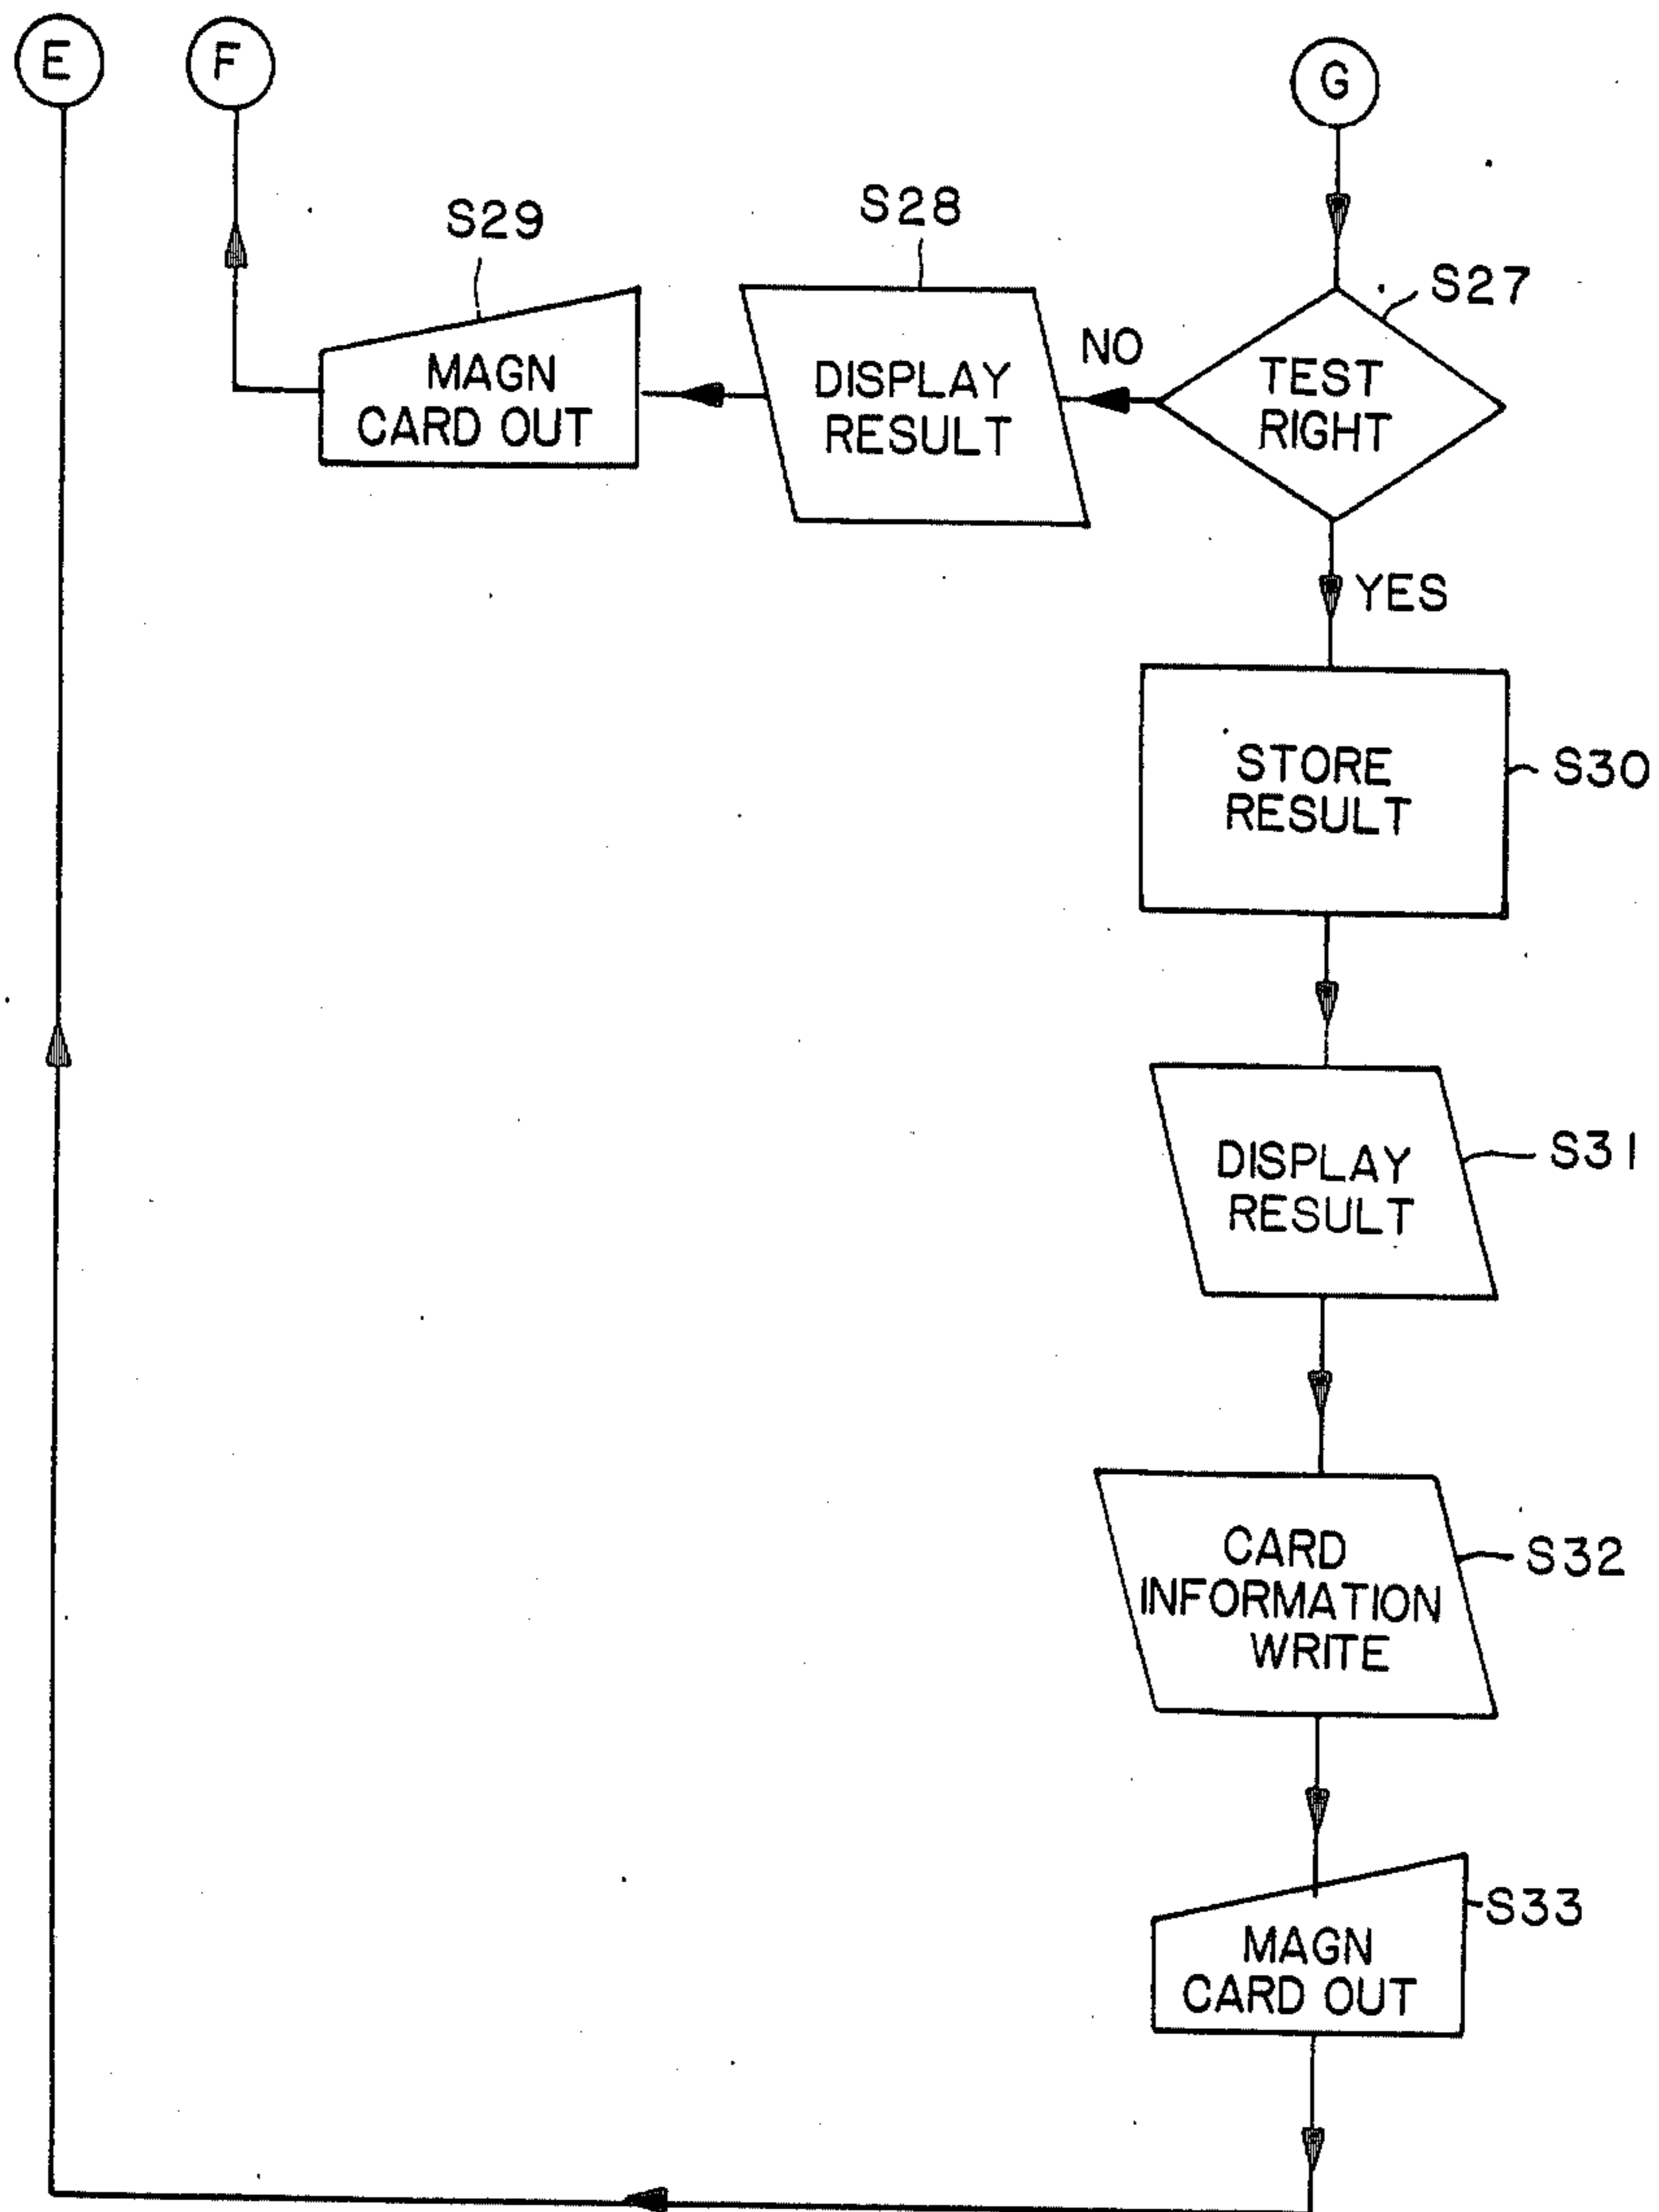 E
F
G
S29
S28
S27
MAGN
CARD OUT
DISPLAY
RESULT
NO
TEST
RIGHT
YES
STORE
RESULT
S30
DISPLAY
RESULT
S31
CARD
INFORMATION
WRITE
S32
MAGN
CARD OUT
S33